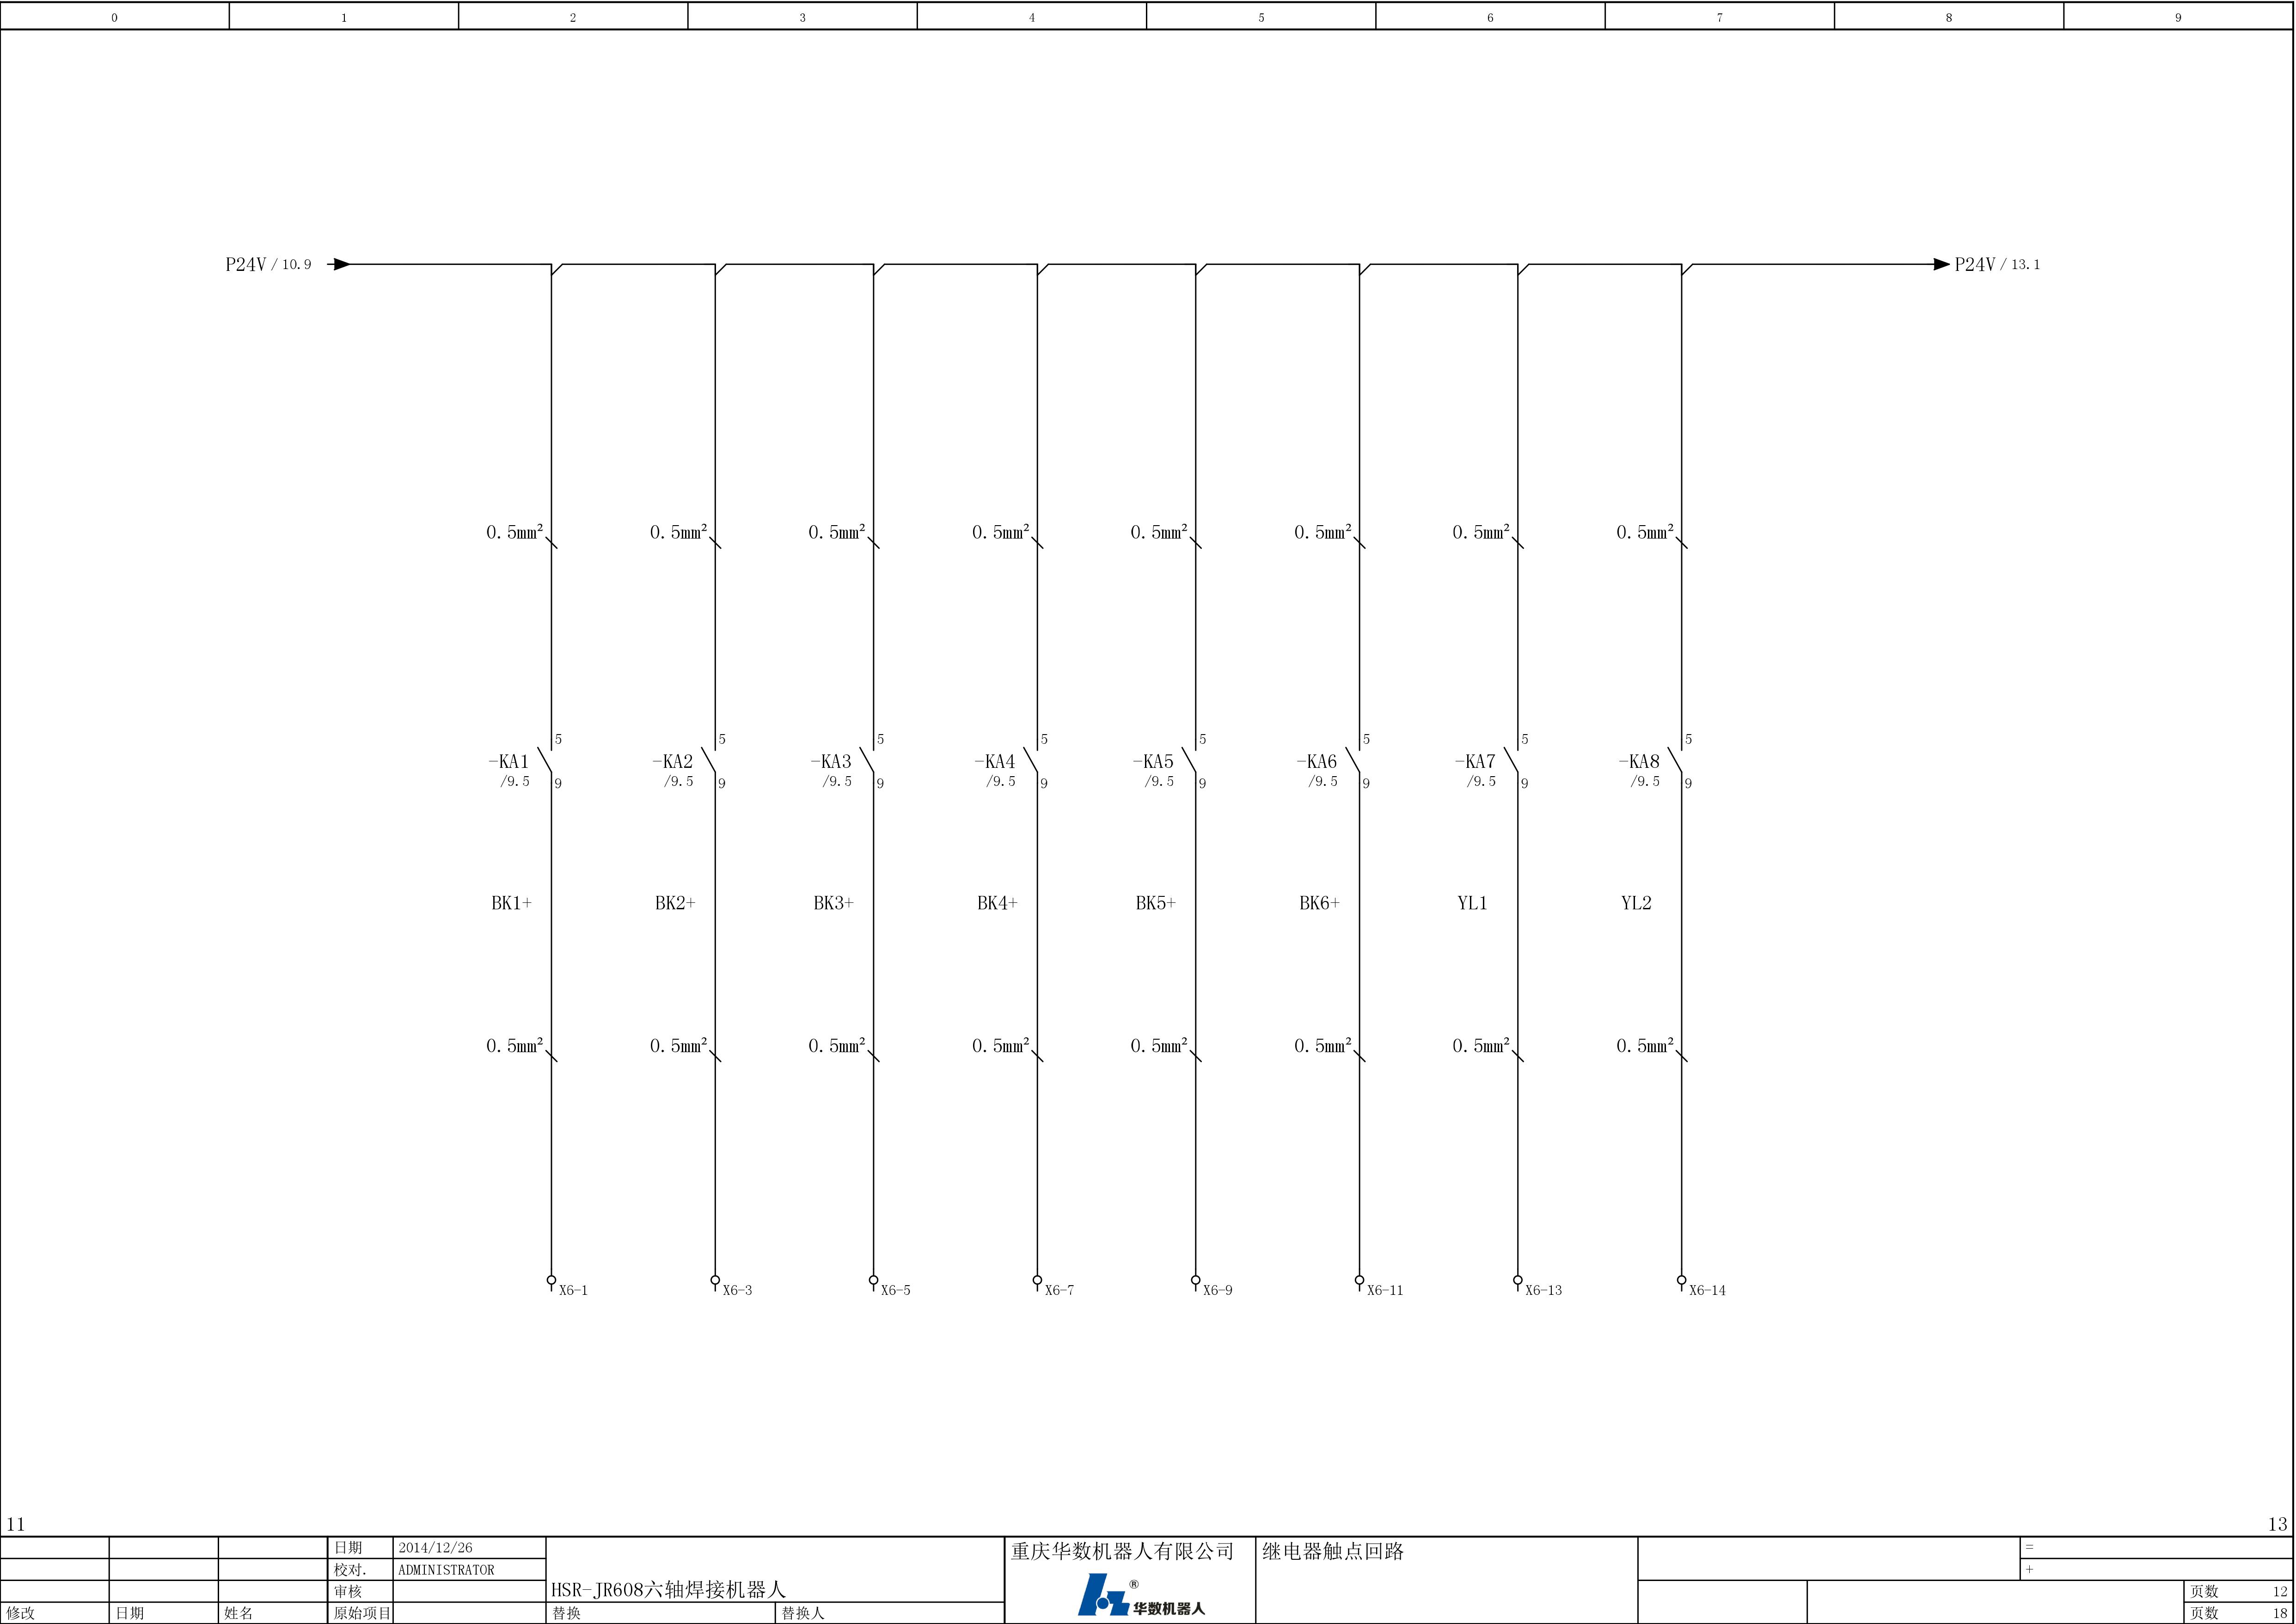 0 1 2 3 4 5 6 7 8 9
P24V / 10.9 P24V / 13.1
0.5mm² 0.5mm² 0.5mm² 0.5mm² 0.5mm² 0.5mm² 0.5mm² 0.5mm²
5 5 5 5 5 5 5 5
-KA1 -KA2 -KA3 -KA4 -KA5 -KA6 -KA7 -KA8
/9.5 /9.5 /9.5 /9.5 /9.5 /9.5 /9.5 /9.5
9 9 9 9 9 9 9 9
BK1+ BK2+ BK3+ BK4+ BK5+ BK6+ YL1 YL2
0.5mm² 0.5mm² 0.5mm² 0.5mm² 0.5mm² 0.5mm² 0.5mm² 0.5mm²
X6-1 X6-3 X6-5 X6-7 X6-9 X6-11 X6-13 X6-14
11 13
日期 2014/12/26 重庆华数机器人有限公司 继电器触点回路 =
校对. ADMINISTRATOR +
审核 HSR-JR608六轴焊接机器人 ® 页数 12
华数机器人
修改 日期 姓名 原始项目 替换 替换人 页数 18